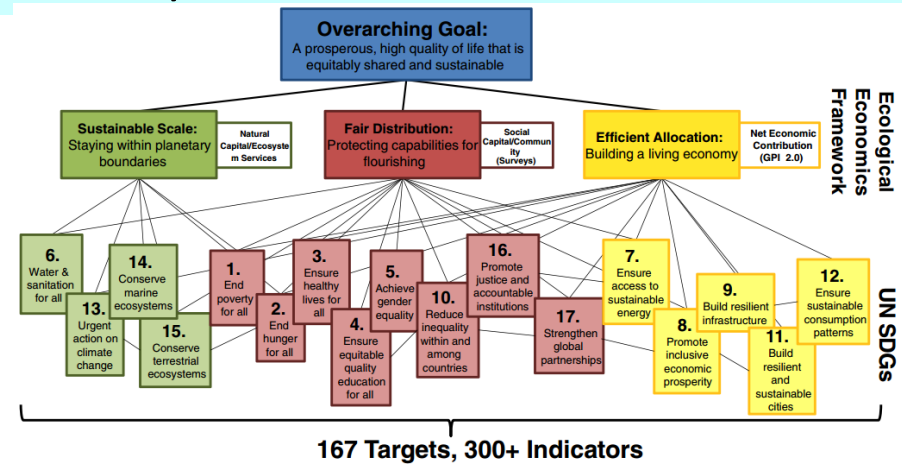 Overarching Goal:
A prosperous, high quality of life that is
equitably shared and sustainable
Sustainable Scale:
Staying within planetary
boundaries
Natural
Capital/Ecosyste
m Services
Fair Distribution:
Protecting capabilities for
flourishing
Social
Capital/Commun
ity
(Surveys)
Efficient Allocation:
Building a living economy
Net Economic
Contribution
(GPI 2.0)
Ecological
Economics
Framework
6.
Water &
sanitation
for all
13.
Urgent
action on
climate
change
14.
Conserve
marine
ecosystems
15.
Conserve
terrestrial
ecosystems
1.
End
poverty
for all
2.
End
hunger
for all
3.
Ensure
healthy
lives for
all
4.
Ensure
equitable
quality
education
for all
5.
Achieve
gender
equality
10.
Reduce
inequality
within and
among
countries
16.
Promote
justice and
accountable
institutions
17.
Strengthen
global
partnerships
7.
Ensure
access to
sustainable
energy
8.
Promote
inclusive
economic
prosperity
9.
Build resilient
infrastructure
11.
Build
resilient
and
sustainable
cities
12.
Ensure
sustainable
consumption
patterns
UN SDGs
167 Targets, 300+ Indicators